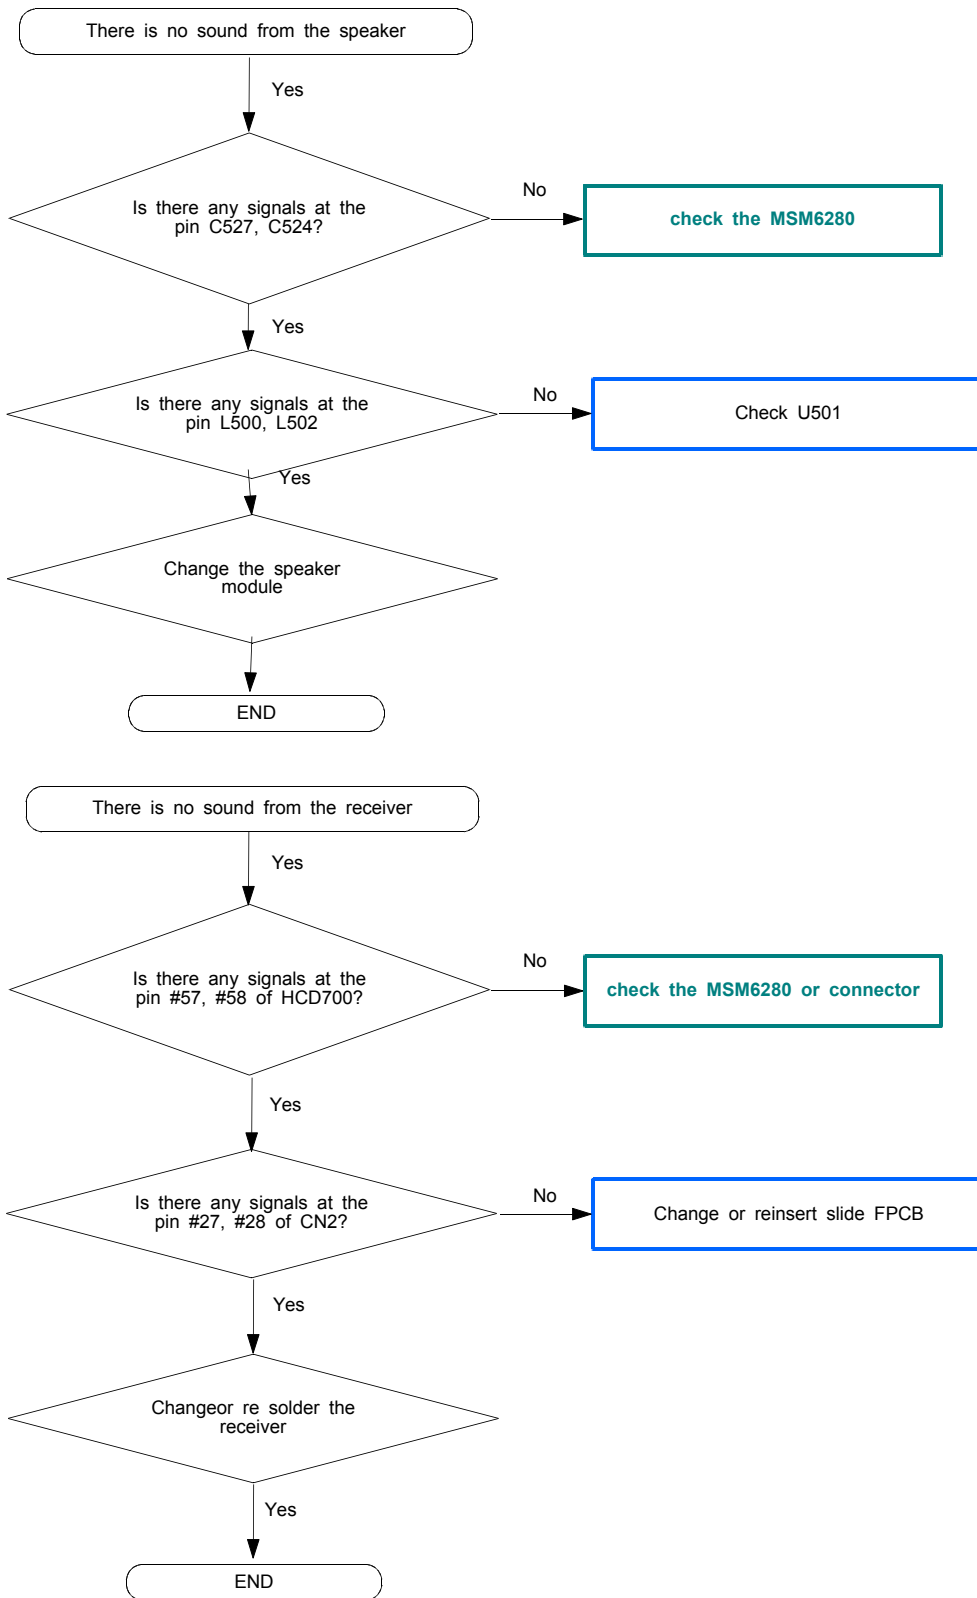 There is no sound from the speaker
Yes
Is there any signals at the
pin C527, C524?
No
check the MSM6280
Yes
Is there any signals at the
pin L500, L502
No
Check U501
Yes
Change the speaker
module
END
There is no sound from the receiver
Yes
Is there any signals at the
pin #57, #58 of HCD700?
No
check the MSM6280 or connector
Yes
Is there any signals at the
pin #27, #28 of CN2?
No
Change or reinsert slide FPCB
Yes
Changeor re solder the
receiver
Yes
END